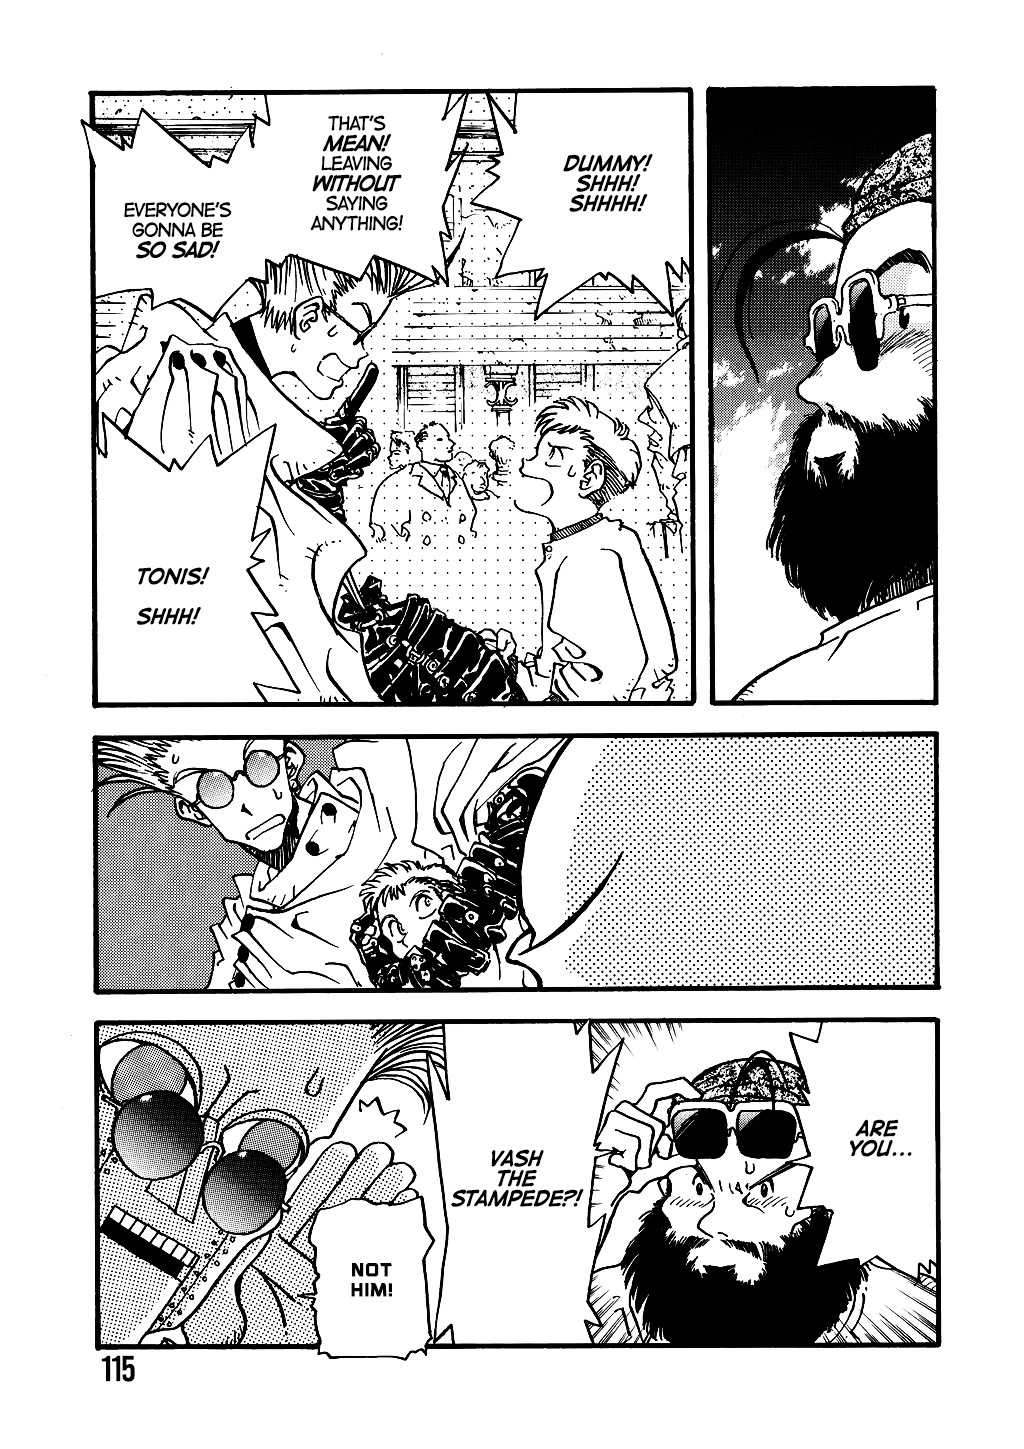 DUMMY!
SHHH!
SHHHH!
THAT'S
MEAN!
LEAVING
WITHOUT
SAYING
ANYTHING!
EVERYONE'S
GONNA BE
SO SAD!
TONIS!
SHHH!
ARE
YOU...
VASH
THE
STAMPEDE?!
NOT
HIM!
115